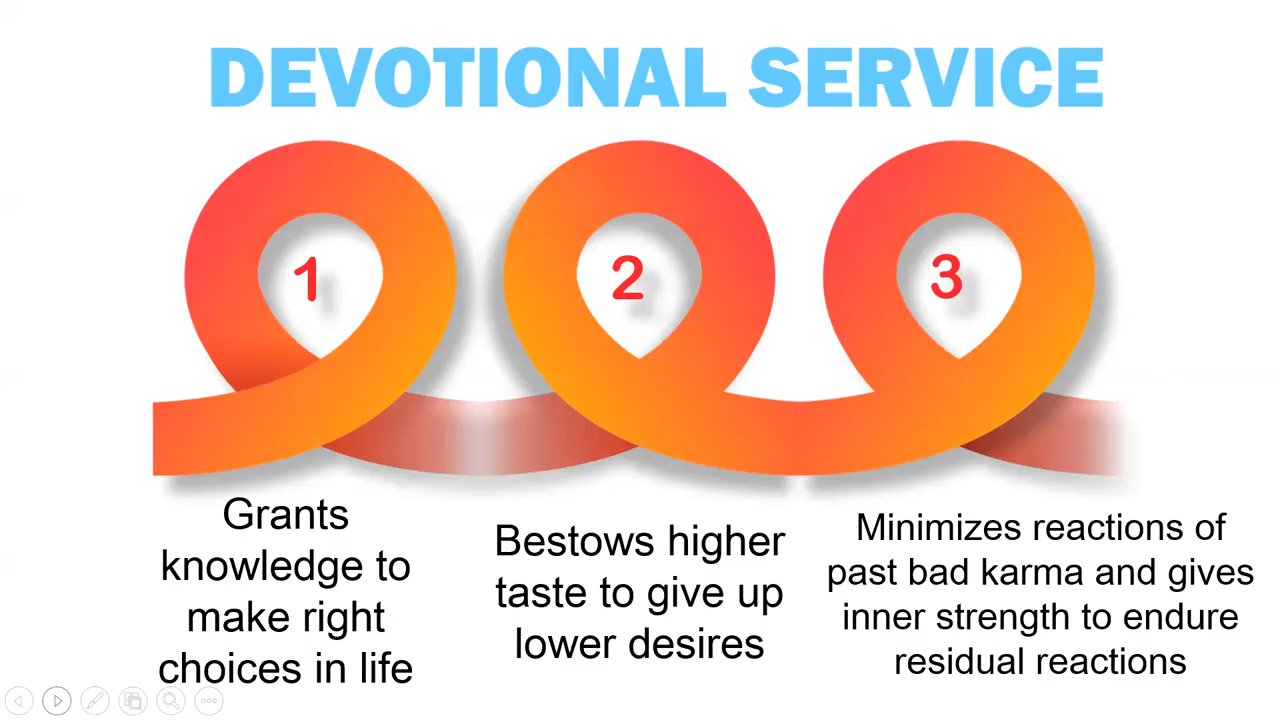 DEVOTIONAL SERVICE
1
2
3
Grants
knowledge to
make right
choices in life
Bestows higher
taste to give up
lower desires
Minimizes reactions of
past bad karma and gives
inner strength to endure
residual reactions